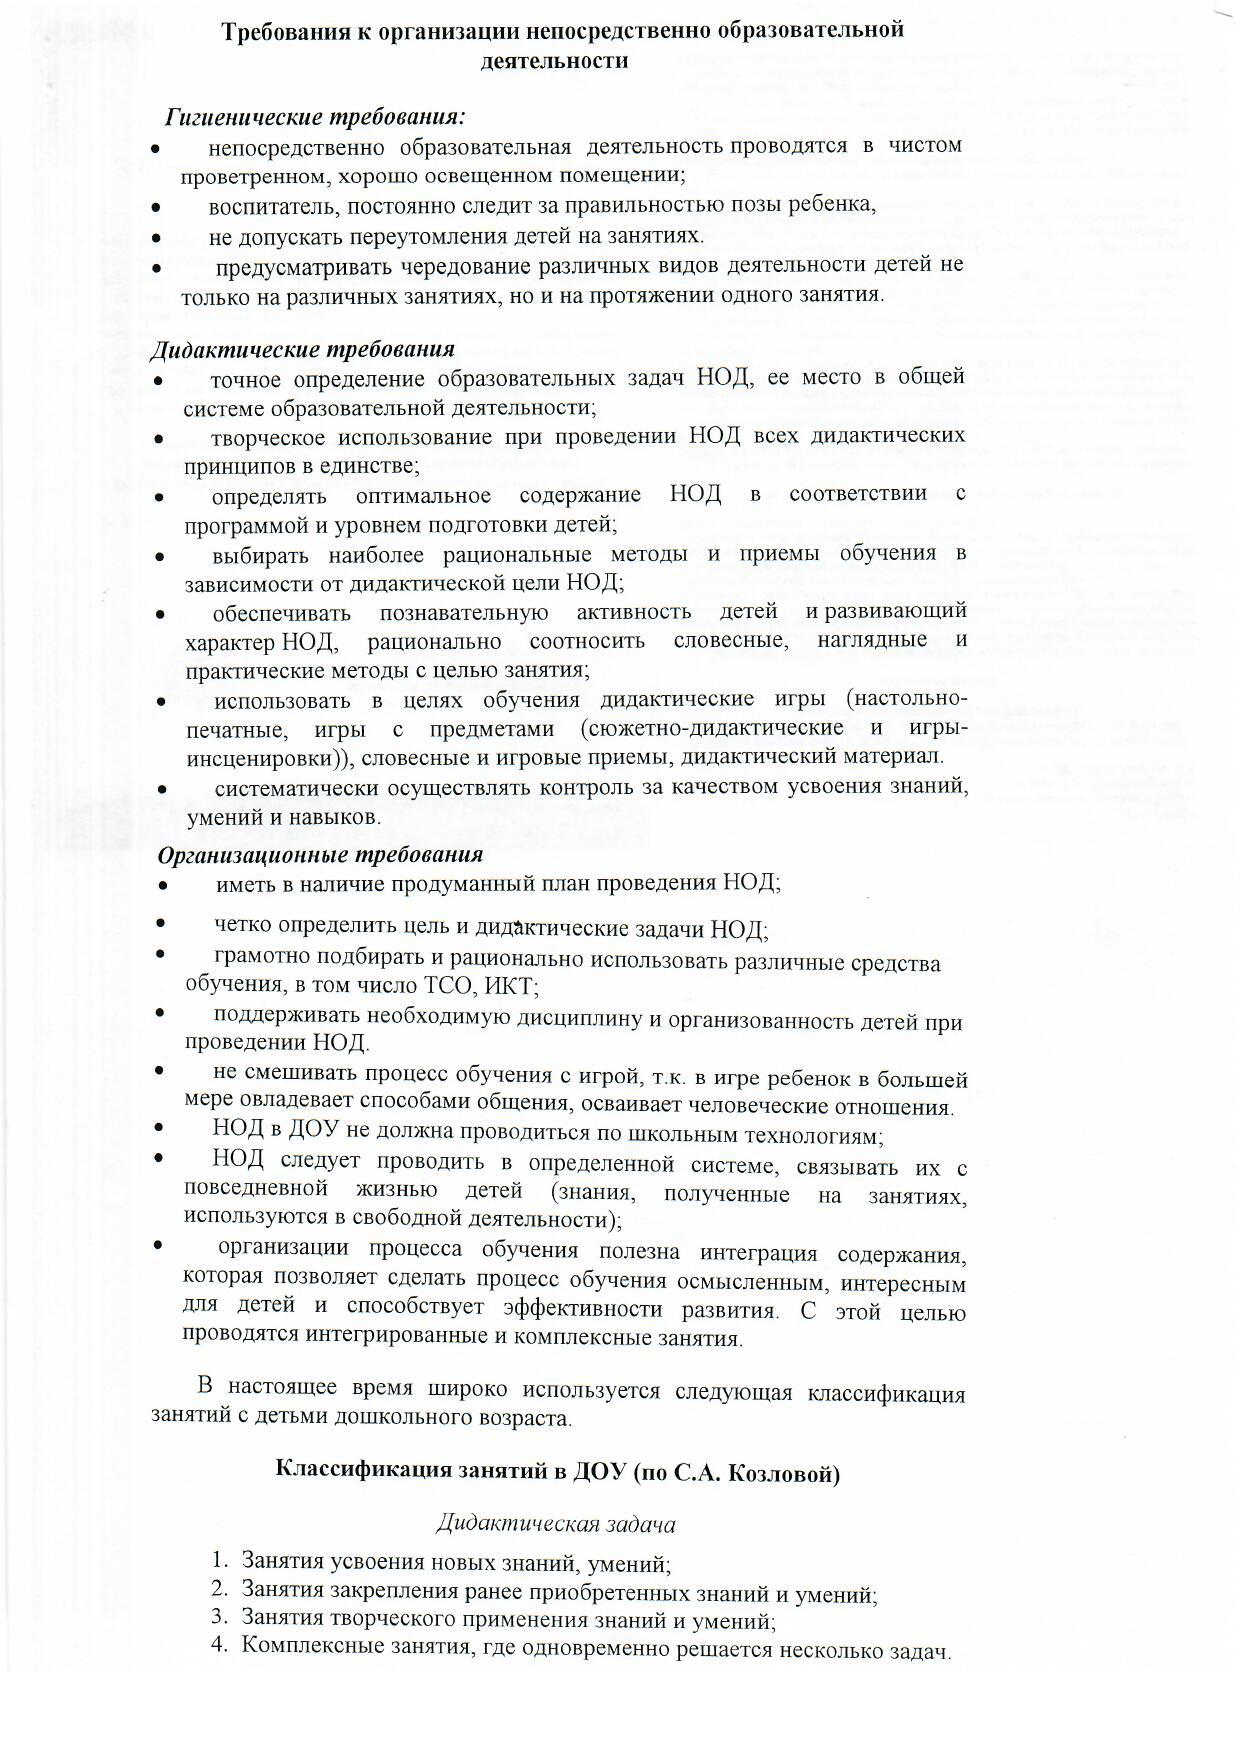 Требования к организации непосредственно образовательной
деятельности
Гигиенические требования:
• непосредственно образовательная деятельность проводятся в чистом
проветренном, хорошо освещенном помещении;
• воспитатель, постоянно следит за правильностью позы ребенка,
• не допускать переутомления детей на занятиях.
• предусматривать чередование различных видов деятельности детей не
только на различных занятиях, но и на протяжении одного занятия.
Дидактические требования
• точное определение образовательных задач НОД, ее место в общей
системе образовательной деятельности;
• творческое использование при проведении НОД всех дидактических
принципов в единстве;
• определять оптимальное содержание НОД в соответствии с
программой и уровнем подготовки детей;
• выбирать наиболее рациональные методы и приемы обучения в
зависимости от дидактической цели НОД;
• обеспечивать познавательную активность детей и развивающий
характер НОД, рационально соотносить словесные, наглядные и
практические методы с целью занятия;
• использовать в целях обучения дидактические игры (настольно-
печатные, игры с предметами (сюжетно-дидактические и игры-
инсценировки)), словесные и игровые приемы, дидактический материал.
• систематически осуществлять контроль за качеством усвоения знаний,
умений и навыков.
Организационные требования
• иметь в наличие продуманный план проведения НОД;
• четко определить цель и дидактические задачи НОД;
• грамотно подбирать и рационально использовать различные средства
обучения, в том число ТСО, ИКТ;
• поддерживать необходимую дисциплину и организованность детей при
проведении НОД.
• не смешивать процесс обучения с игрой, т.к. в игре ребенок в большей
мере овладевает способами общения, осваивает человеческие отношения.
• НОД в ДОУ не должна проводиться по школьным технологиям;
• НОД следует проводить в определенной системе, связывать их с
повседневной жизнью детей (знания, полученные на занятиях,
используются в свободной деятельности);
• организации процесса обучения полезна интеграция содержания,
которая позволяет сделать процесс обучения осмысленным, интересным
для детей и способствует эффективности развития. С этой целью
проводятся интегрированные и комплексные занятия.
В настоящее время широко используется следующая классификация
занятий с детьми дошкольного возраста.
Классификация занятий в ДОУ (по С.А. Козловой)
Дидактическая задача
1. Занятия усвоения новых знаний, умений;
2. Занятия закрепления ранее приобретенных знаний и умений;
3. Занятия творческого применения знаний и умений;
4. Комплексные занятия, где одновременно решается несколько задач.